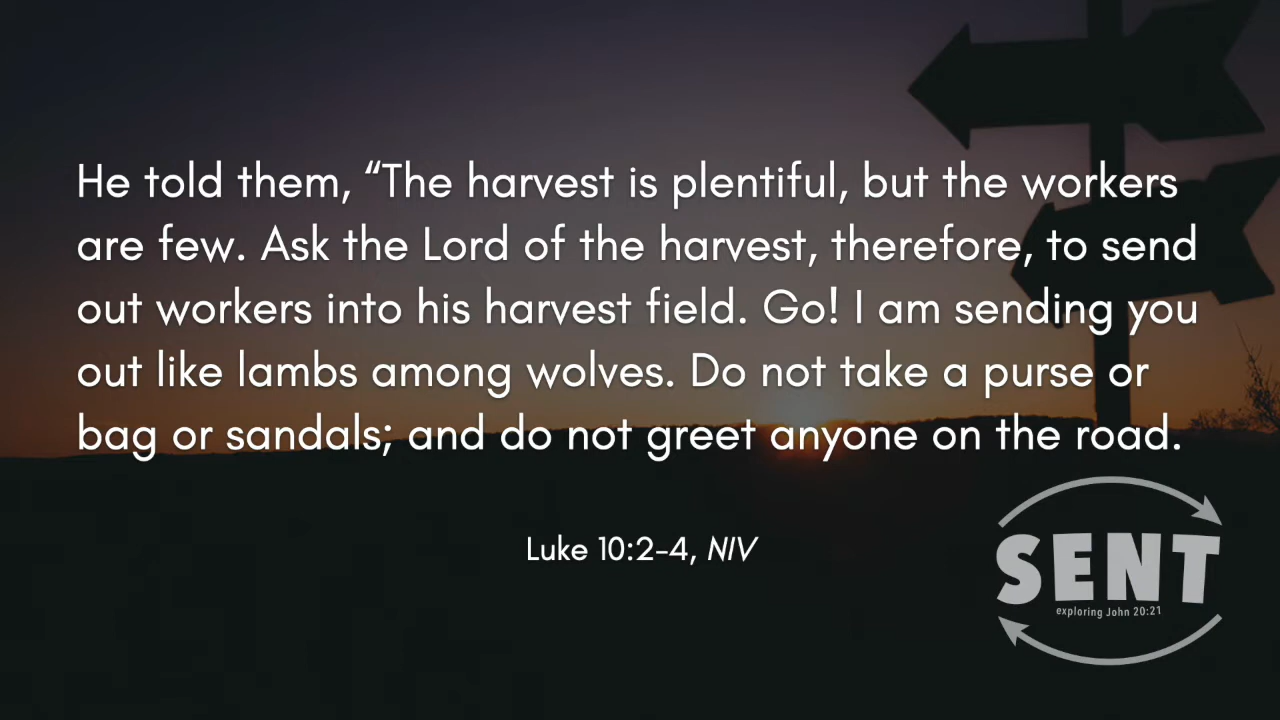 He told them, “The harvest is plentiful, but the workers
are few. Ask the Lord of the harvest, therefore, to send
out workers into his harvest field. Go! I am sending you
out like lambs among wolves. Do not take a purse or
bag or sandals; and do not greet anyone on the road.
Luke 10:2-4, NIV
SENT
exploring John 20:21